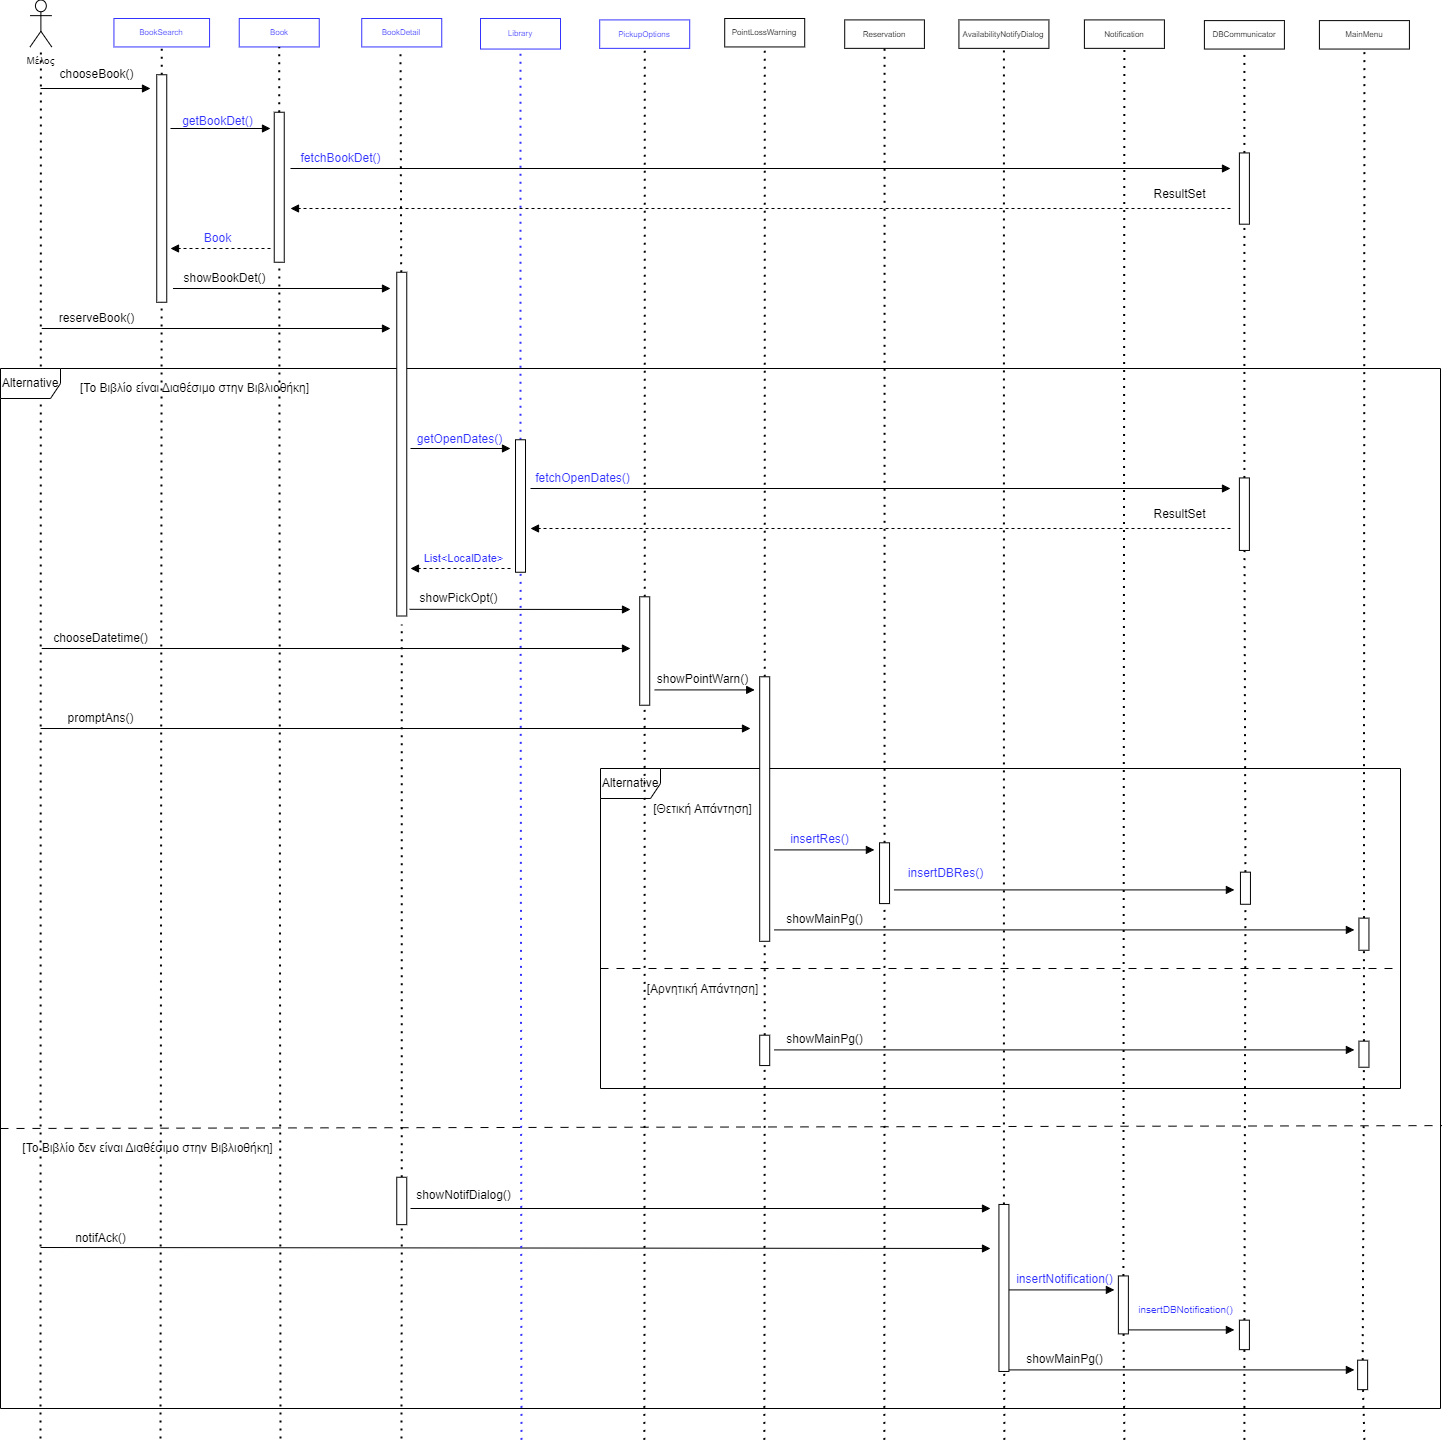 BookSearch
Book
BookDetail
Library
PickupOptions
PointLossWarning
Reservation
AvailabilityNotifyDialog
Notification
DBCommunicator
MainMenu
Μέλος
chooseBook()
getBookDet()
fetchBookDet()
ResultSet
Book
showBookDet()
reserveBook()
Alternative
[Το Βιβλίο είναι Διαθέσιμο στην Βιβλιοθήκη]
getOpenDates()
fetchOpenDates()
ResultSet
List<LocalDate>
showPickOpt()
chooseDatetime()
showPointWarn()
promptAns()
Alternative
[Θετική Απάντηση]
insertRes()
insertDBRes()
showMainPg()
[Αρνητική Απάντηση]
showMainPg()
[Το Βιβλίο δεν είναι Διαθέσιμο στην Βιβλιοθήκη]
showNotifDialog()
notifAck()
insertNotification()
insertDBNotification()
showMainPg()